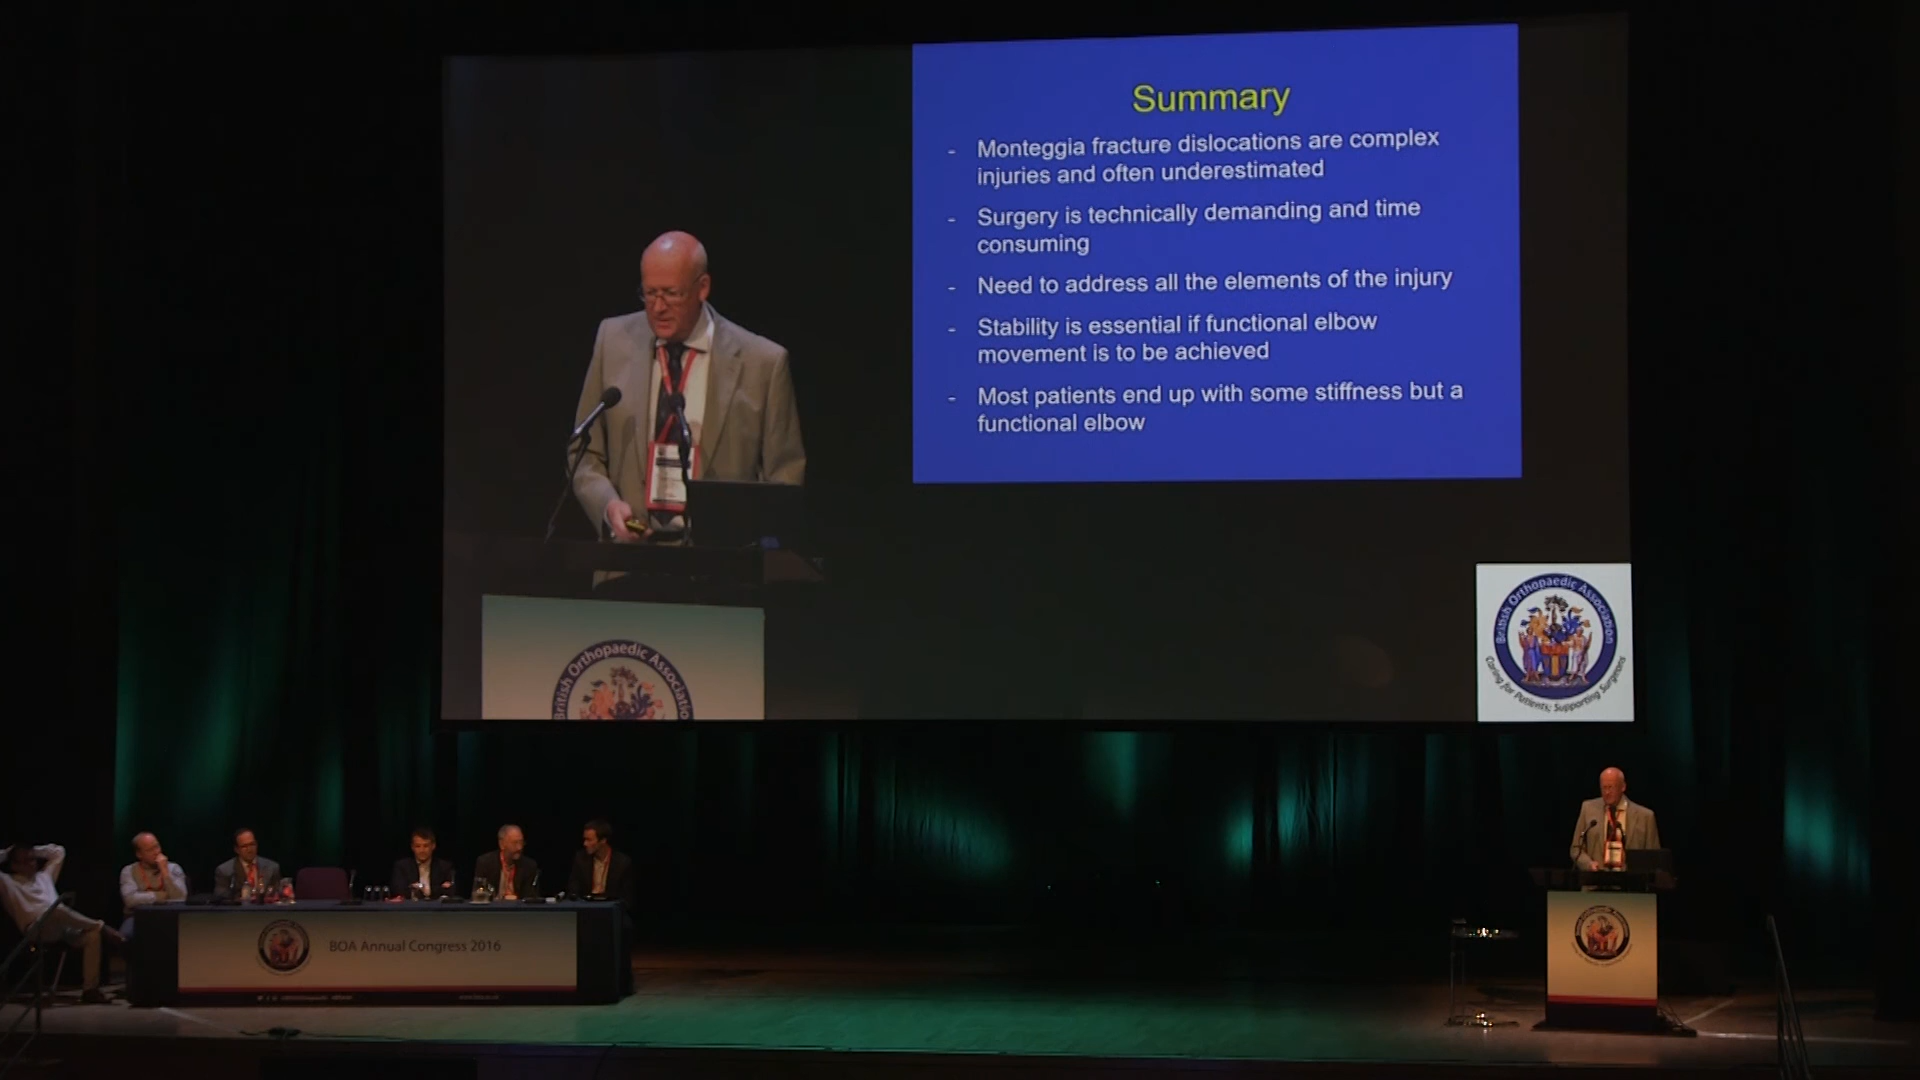 Summary
- Monteggia fracture dislocations are complex
injuries and often underestimated
- Surgery is technically demanding and time
consuming
- Need to address all the elements of the injury
- Stability is essential if functional elbow
movement is to be achieved
- Most patients end up with some stiffness but a
functional elbow
British Orthopaedic Association
Caring for Patients; Supporting Surgeons
British Orthopaedic Association
BOA Annual Congress 2016